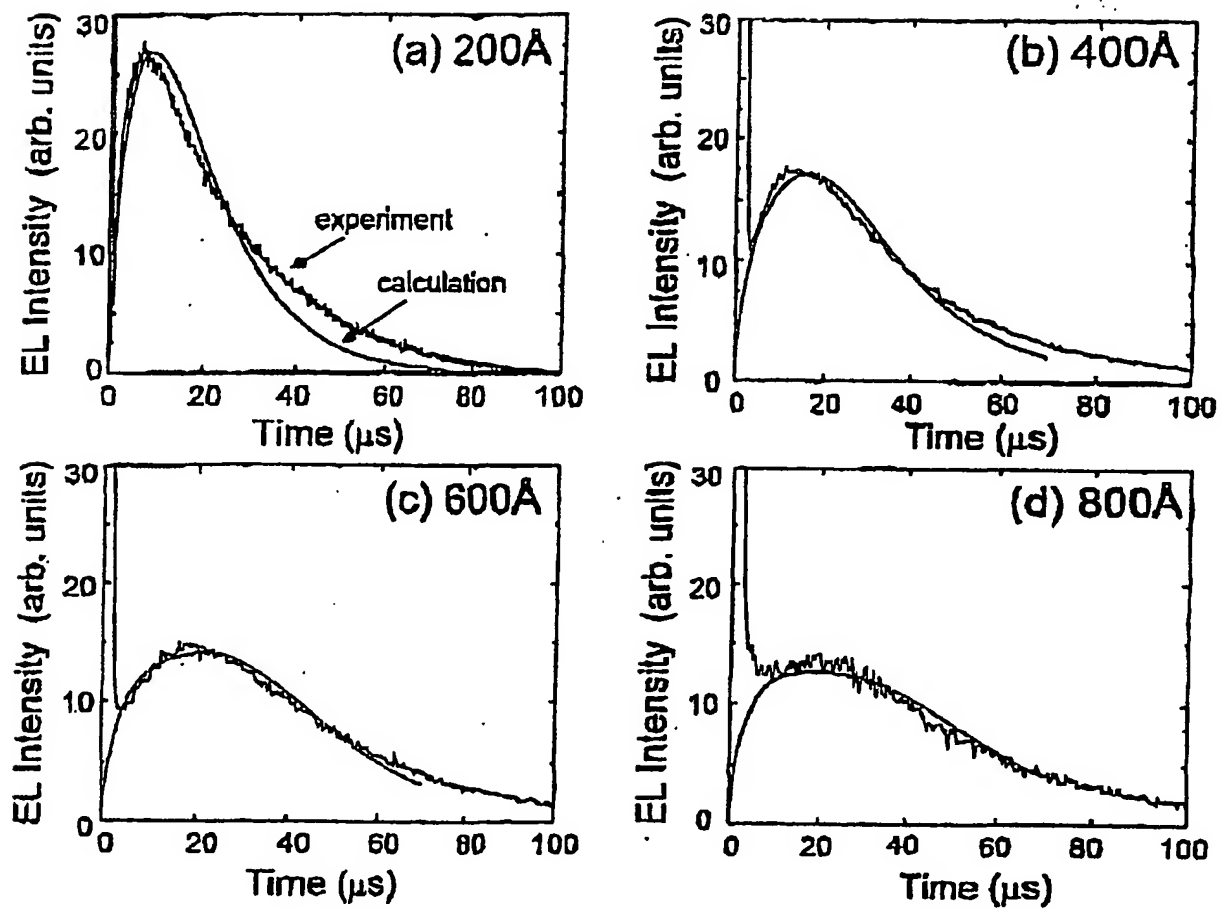 (a) 200Å
EL Intensity (arb. units)
30
20
10
0
experiment
calculation
0 20 40 60 80 100
Time (μs)
(b) 400Å
EL Intensity (arb. units)
30
20
10
0
0 20 40 60 80 100
Time (μs)
(c) 600Å
EL Intensity (arb. units)
30
20
10
0
0 20 40 60 80 100
Time (μs)
(d) 800Å
EL Intensity (arb. units)
30
20
10
0
0 20 40 60 80 100
Time (μs)